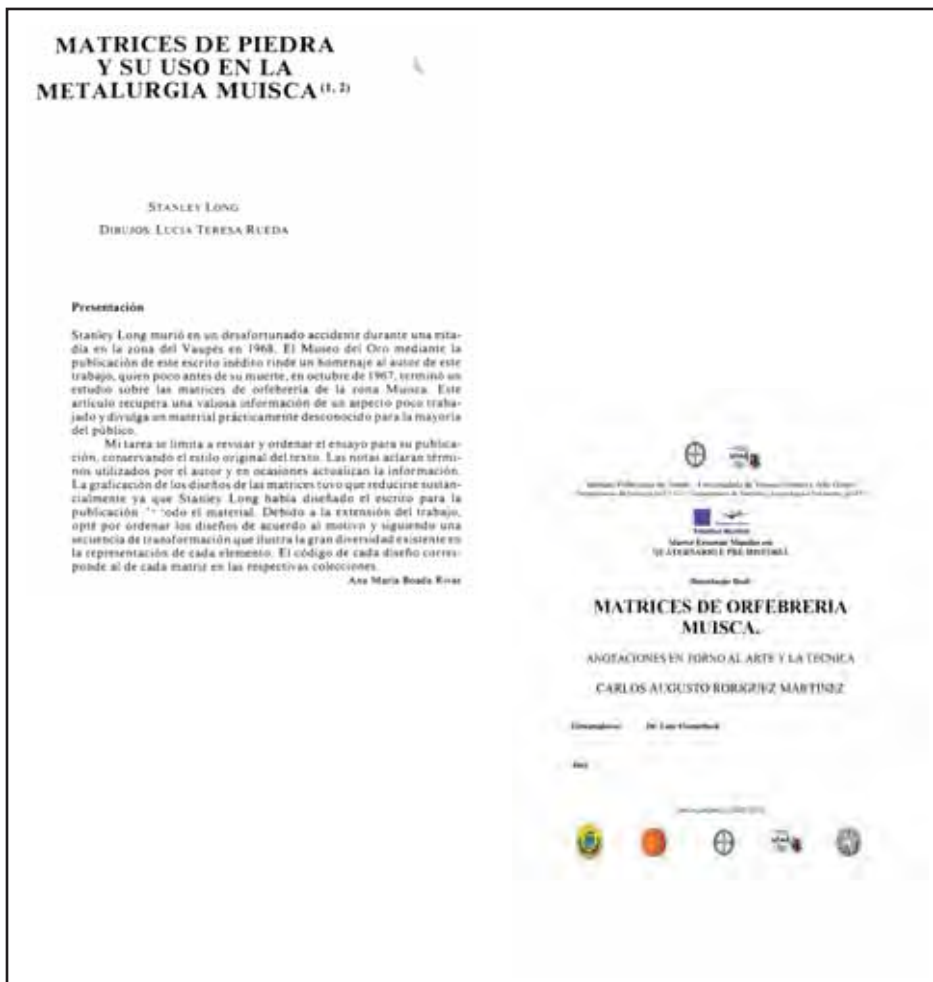 MATRICES DE PIEDRA
Y SU USO EN LA
METALURGIA MUISCA (1, 2)
STANLEY LONG
DIBUJOS: LUCIA TERESA RUEDA
Presentación
Stanley Long murió en un desafortunado accidente durante una esta-
día en la zona del Vaupés en 1968. El Museo del Oro mediante la
publicación de este escrito inédito rinde un homenaje al autor de este
trabajo, quien poco antes de su muerte, en octubre de 1967, terminó un
estudio sobre las matrices de orfebrería de la zona Muisca. Este
artículo recupera una valiosa información de un aspecto poco traba-
jado y divulga un material prácticamente desconocido para la mayoría
del público.
Mi tarea se limita a revisar y ordenar el ensayo para su publica-
ción, conservando el estilo original del texto. Las notas aclaran térmi-
nos utilizados por el autor y en ocasiones actualizan la información.
La graficación de los diseños de las matrices tuvo que reducirse sustan-
cialmente ya que Stanley Long había diseñado el escrito para la
publicación todo el material. Debido a la extensión del trabajo,
opté por ordenar los diseños de acuerdo al motivo y siguiendo una
secuencia de transformación que ilustra la gran diversidad existente en
la representación de cada elemento. El código de cada diseño corres-
ponde al de cada matriz en las respectivas colecciones.
Ana María Boada Rivas
Instituto Politécnico de Tomar
QUATERNARIO E PRÉ-HISTÓRIA
MATRICES DE ORFEBRERIA
MUISCA.
ANOTACIONES EN TORNO AL ARTE Y LA TECNICA
CARLOS AUGUSTO RORIGUEZ MARTINEZ